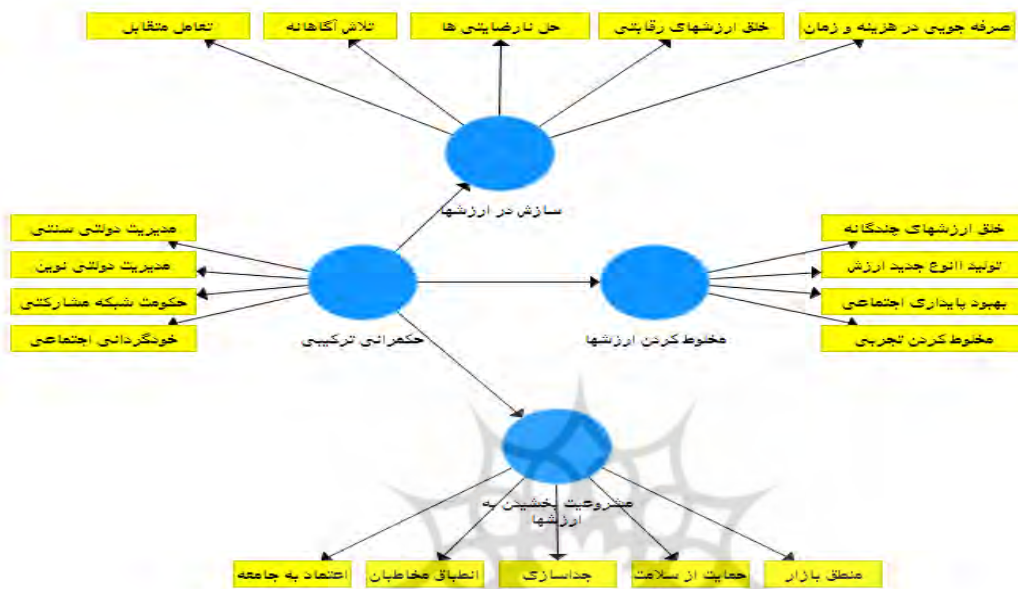 صرفه جویی در هزینه و زمان
خلق ارزشهای رقابتی
حل نارضایتی ها
تلاش آگاهانه
تعامل متقابل
سازش در ارزشها
خلق ارزشهای چندگانه
تولید اانوع جدید ارزش
بهبود پایداری اجتماعی
مخلوط کردن تجربی
مخلوط کردن ارزشها
حکمرانی ترکیبی
مدیریت دولتی سنتی
مدیریت دولتی نوین
حکومت شبکه مشارکتی
خودگردانی اجتماعی
مشروعیت بخشیدن به
ارزشها
منطق بازار
حمایت از سلامت
جداسازی
انطباق مخاطبان
اعتماد به جامعه